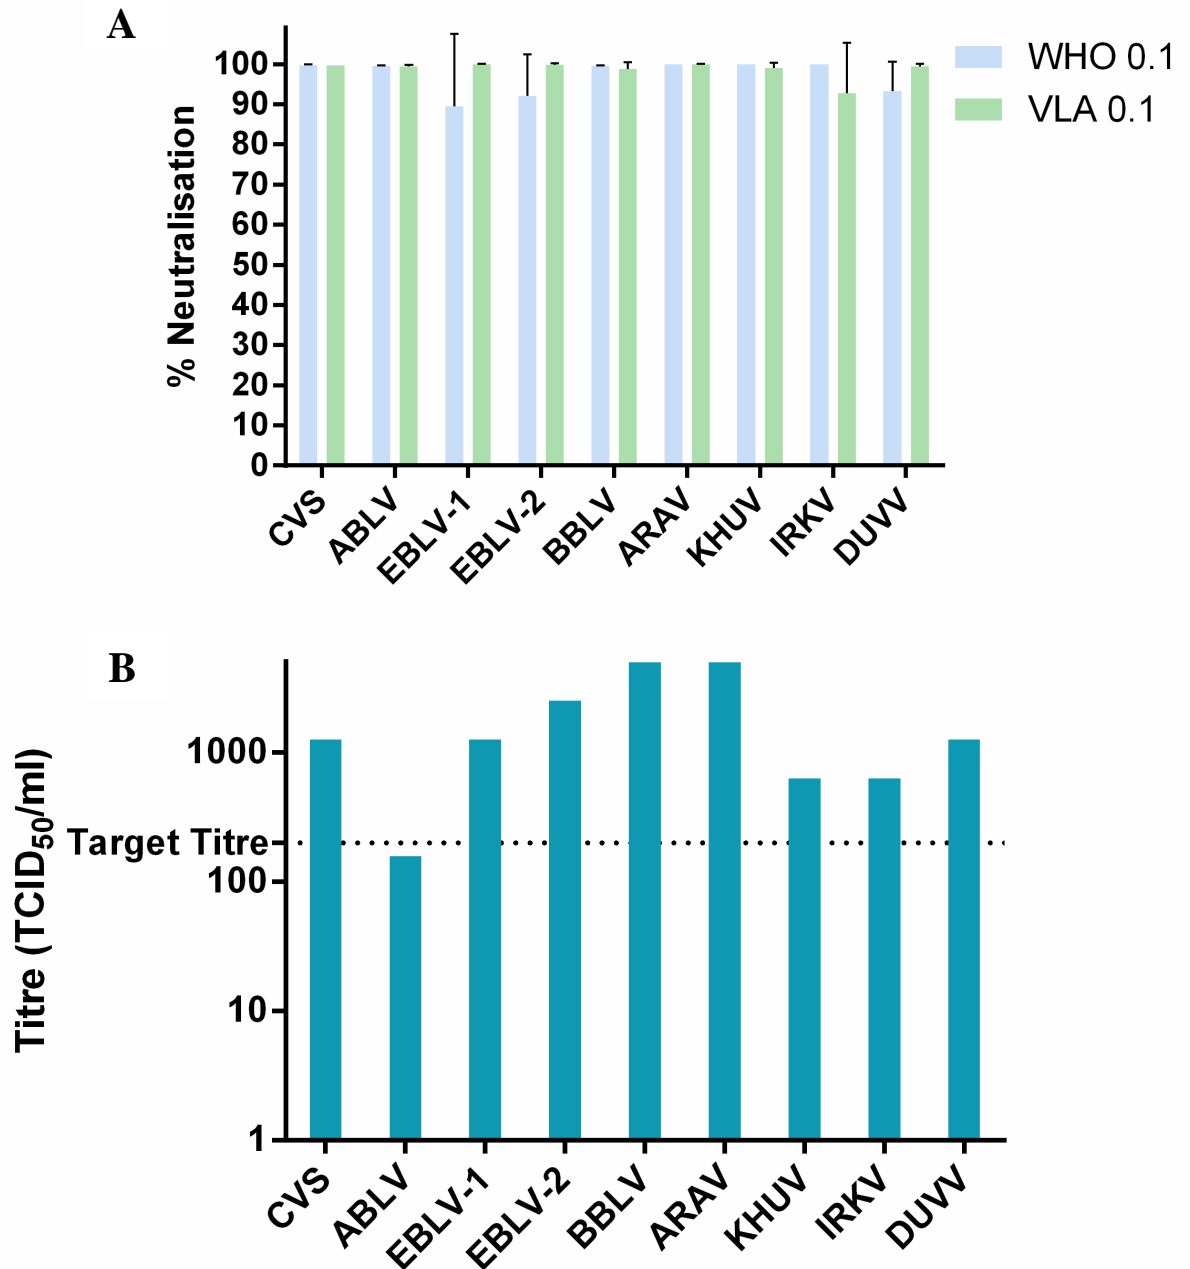 A
WHO 0.1
VLA 0.1
% Neutralisation
100
90
80
70
60
50
40
30
20
10
0
CVS
ABLV
EBLV-1
EBLV-2
BBLV
ARAV
KHUV
IRKV
DUVV
B
Titre (TCID50/ml)
1000
Target Titre
100
10
1
CVS
ABLV
EBLV-1
EBLV-2
BBLV
ARAV
KHUV
IRKV
DUVV